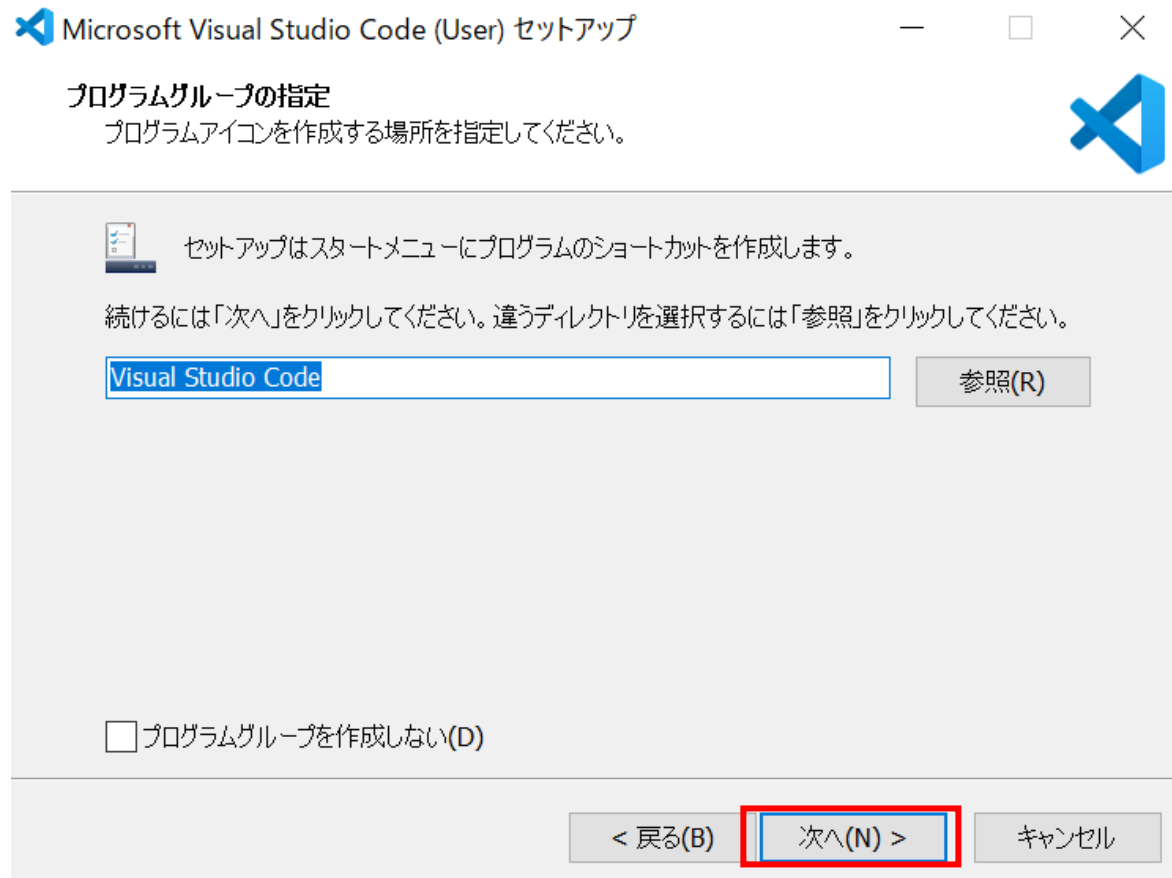 Microsoft Visual Studio Code (User) セットアップ
プログラムグループの指定
プログラムアイコンを作成する場所を指定してください。
セットアップはスタートメニューにプログラムのショートカットを作成します。
続けるには「次へ」をクリックしてください。違うディレクトリを選択するには「参照」をクリックしてください。
Visual Studio Code
参照(R)
プログラムグループを作成しない(D)
< 戻る(B)
次へ(N) >
キャンセル